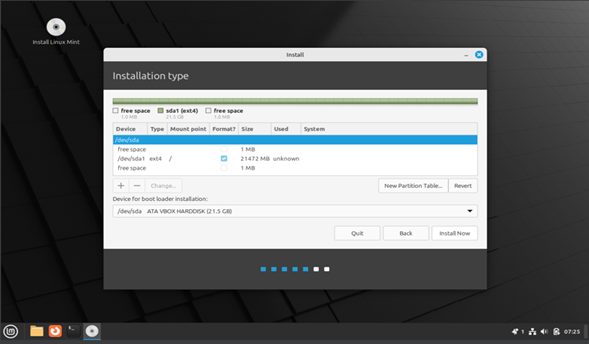 Install Linux Mint
Install
Installation type
free space sda1 (ext4) free space
1.0 MB 21.5 GB 1.0 MB
Device Type Mount point Format? Size Used System
/dev/sda
free space 1 MB
/dev/sda1 ext4 / 21472 MB unknown
free space 1 MB
+ − Change... New Partition Table... Revert
Device for boot loader installation:
/dev/sda ATA VBOX HARDDISK (21.5 GB)
Quit Back Install Now
1 07:25